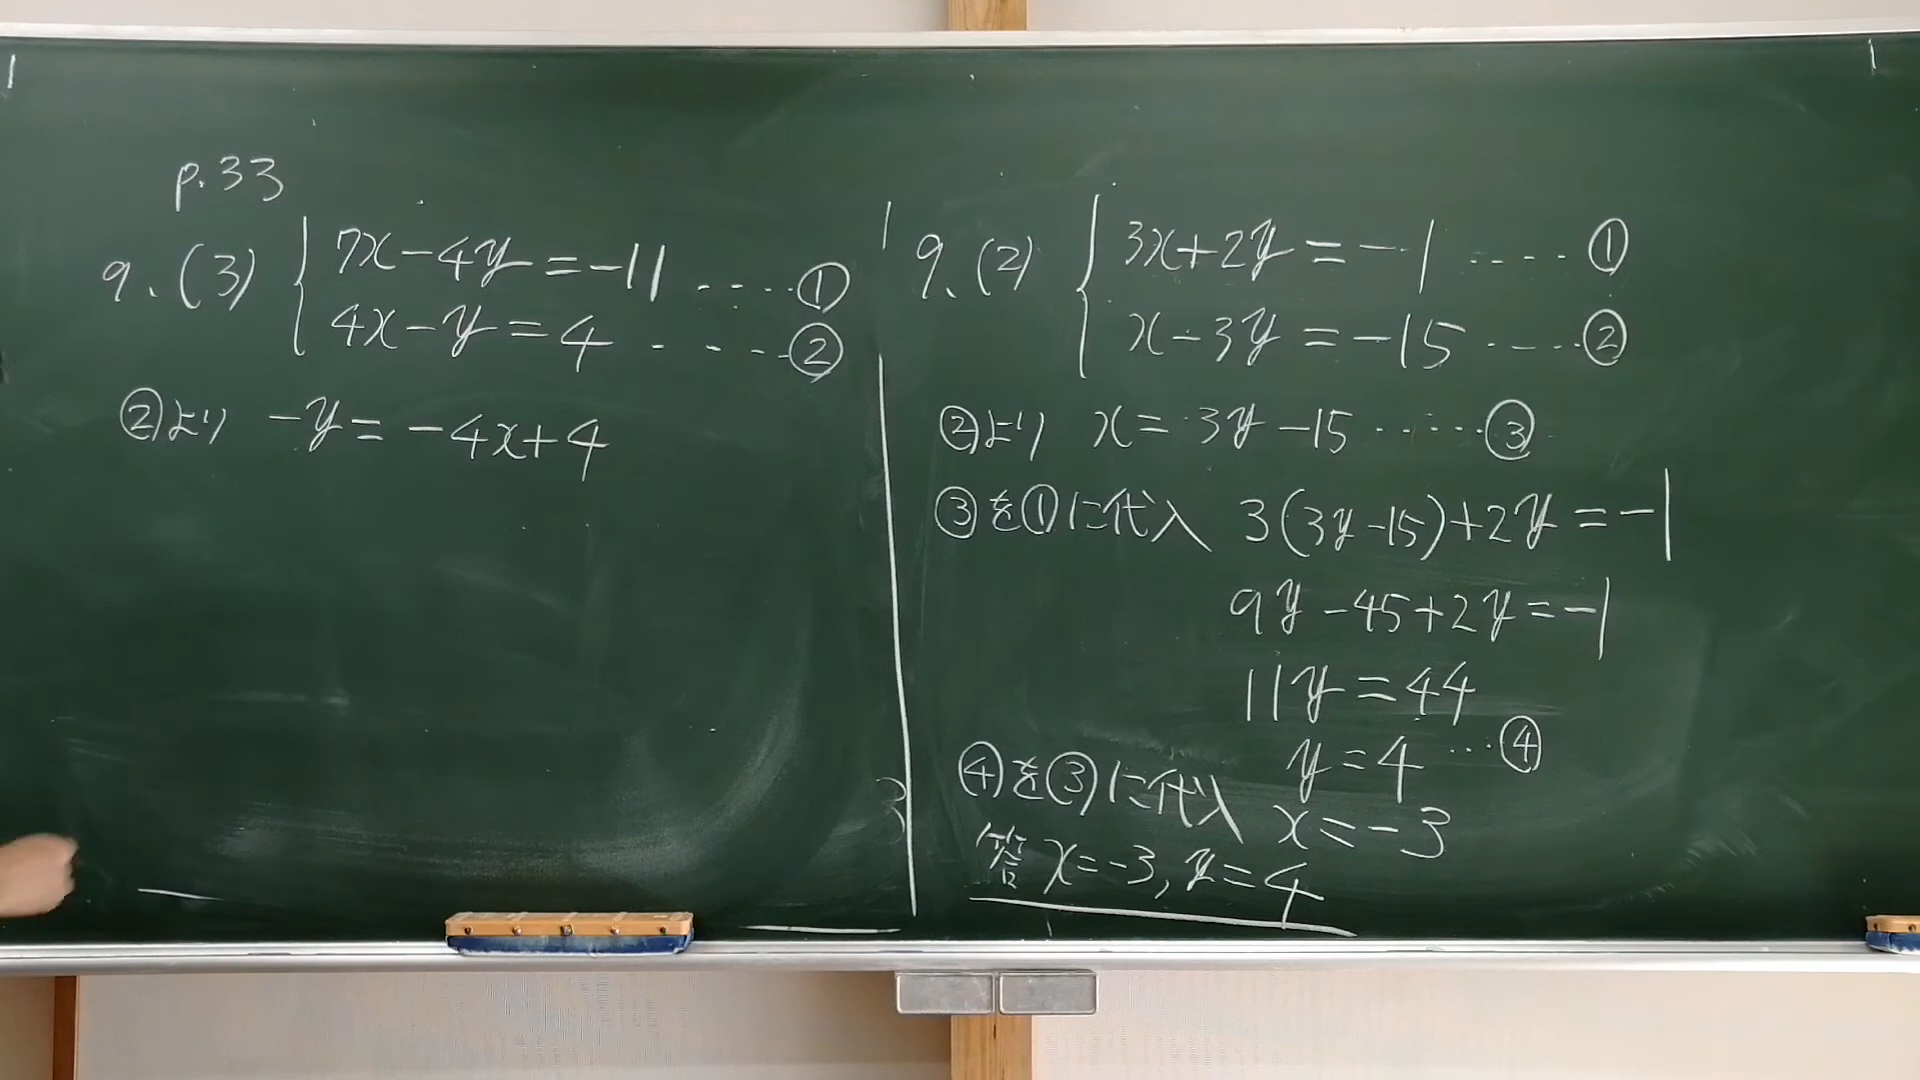 p.33
9.(3) 7x-4y=-11 ‥‥①
4x-y=4 ‥‥②
②より -y=-4x+4
9.(2) 3x+2y=-1 ‥‥①
x-3y=-15 ‥‥②
②より x=3y-15 ‥‥③
③を①に代入 3(3y-15)+2y=-1
9y-45+2y=-1
11y=44
y=4 …④
④を③に代入 x=-3
答 x=-3, y=4